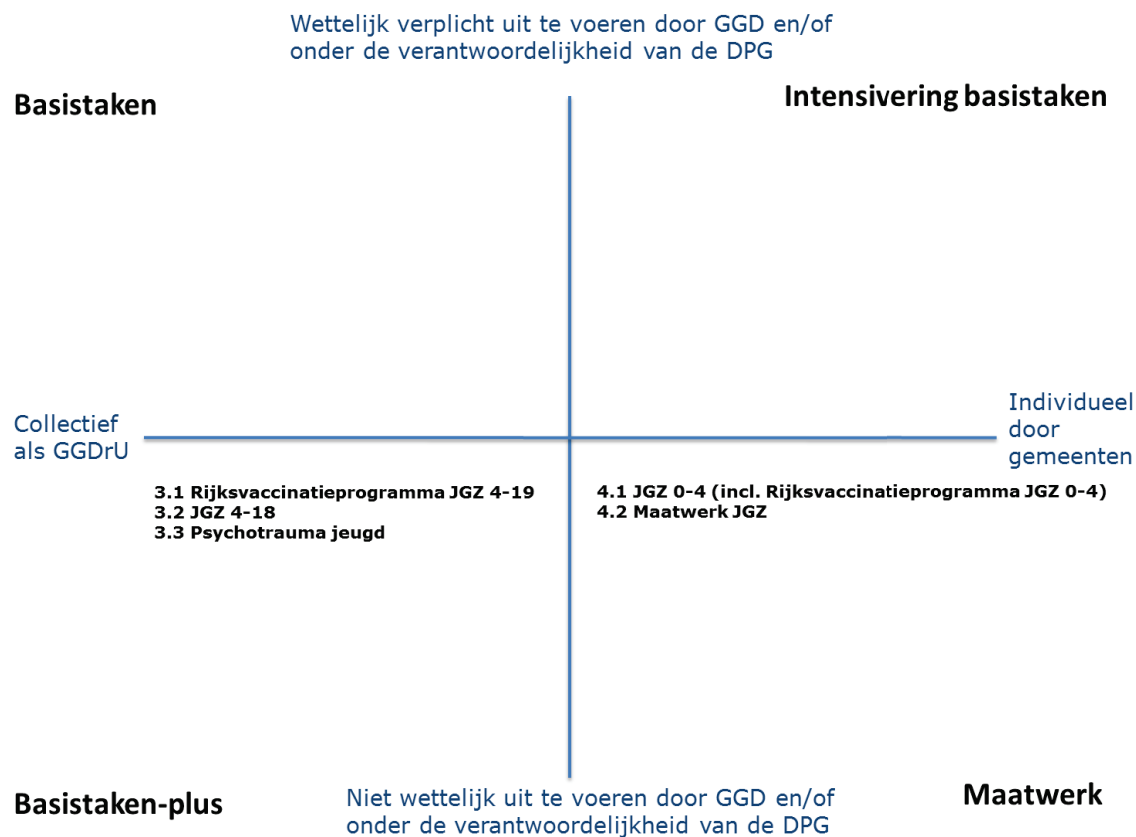 Wettelijk verplicht uit te voeren door GGD en/of
onder de verantwoordelijkheid van de DPG
Basistaken
Intensivering basistaken
Collectief
als GGDrU
Individueel
door
gemeenten
3.1 Rijksvaccinatieprogramma JGZ 4-19
3.2 JGZ 4-18
3.3 Psychotrauma jeugd
4.1 JGZ 0-4 (incl. Rijksvaccinatieprogramma JGZ 0-4)
4.2 Maatwerk JGZ
Basistaken-plus
Niet wettelijk uit te voeren door GGD en/of
onder de verantwoordelijkheid van de DPG
Maatwerk